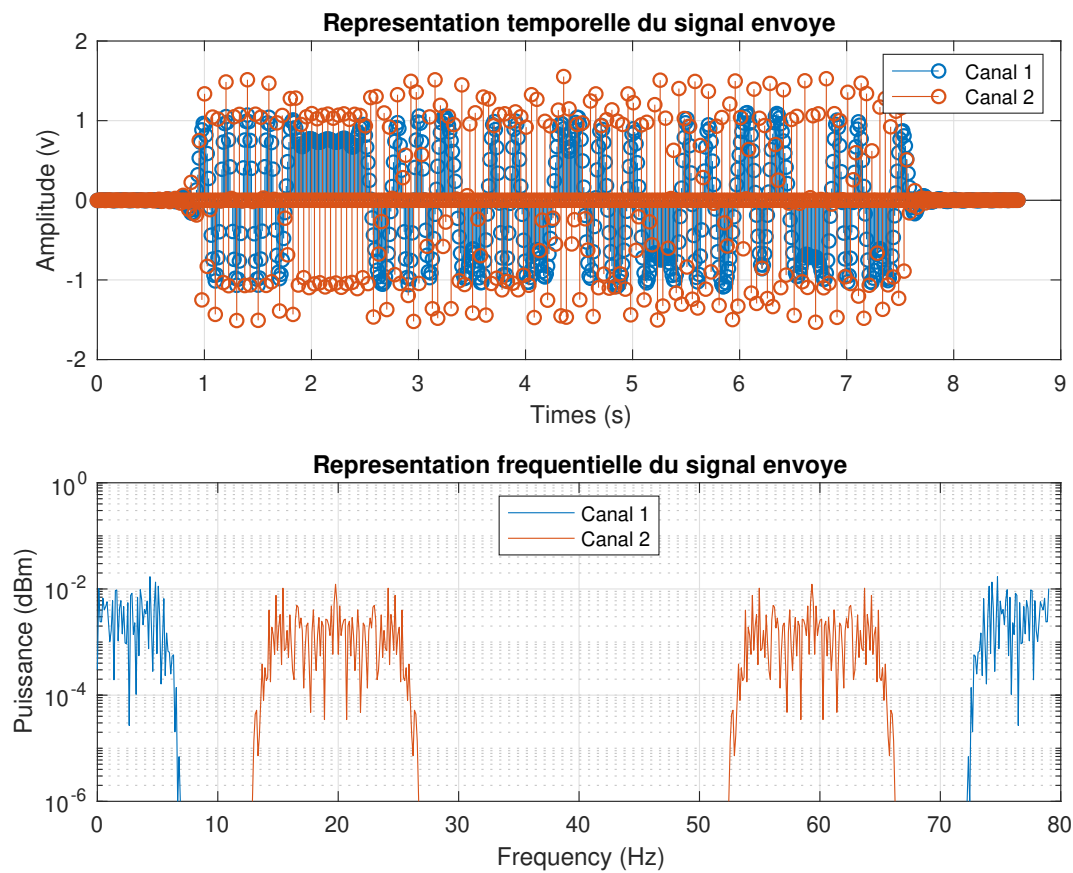 Representation temporelle du signal envoye
2
1
0
-1
-2
Amplitude (v)
Canal 1
Canal 2
0 1 2 3 4 5 6 7 8 9
Times (s)
Representation frequentielle du signal envoye
10^0
10^-2
10^-4
10^-6
Puissance (dBm)
Canal 1
Canal 2
0 10 20 30 40 50 60 70 80
Frequency (Hz)